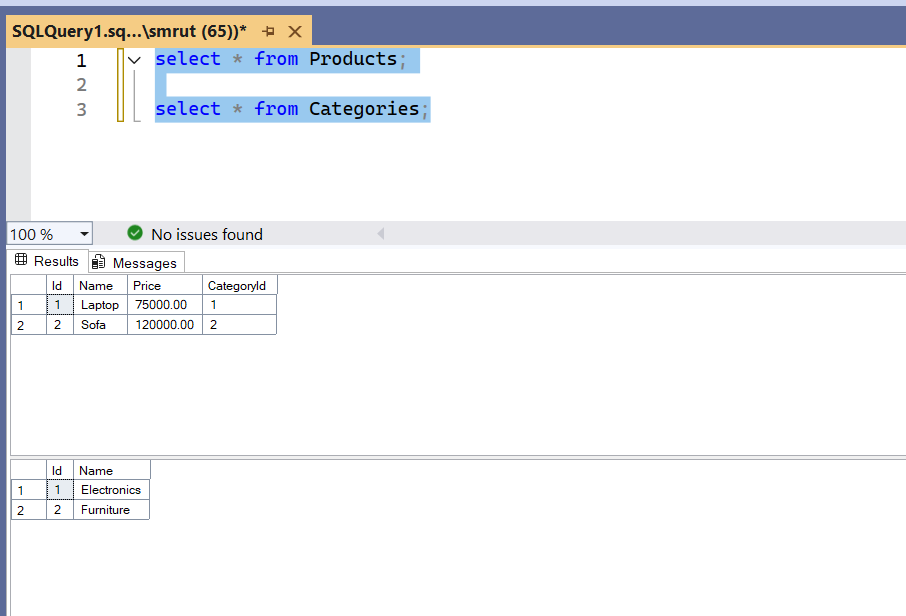 SQLQuery1.sq...\smrut (65))*
1 select * from Products;
2
3 select * from Categories;
100 % No issues found
Results Messages
Id Name Price CategoryId
1 1 Laptop 75000.00 1
2 2 Sofa 120000.00 2
Id Name
1 1 Electronics
2 2 Furniture